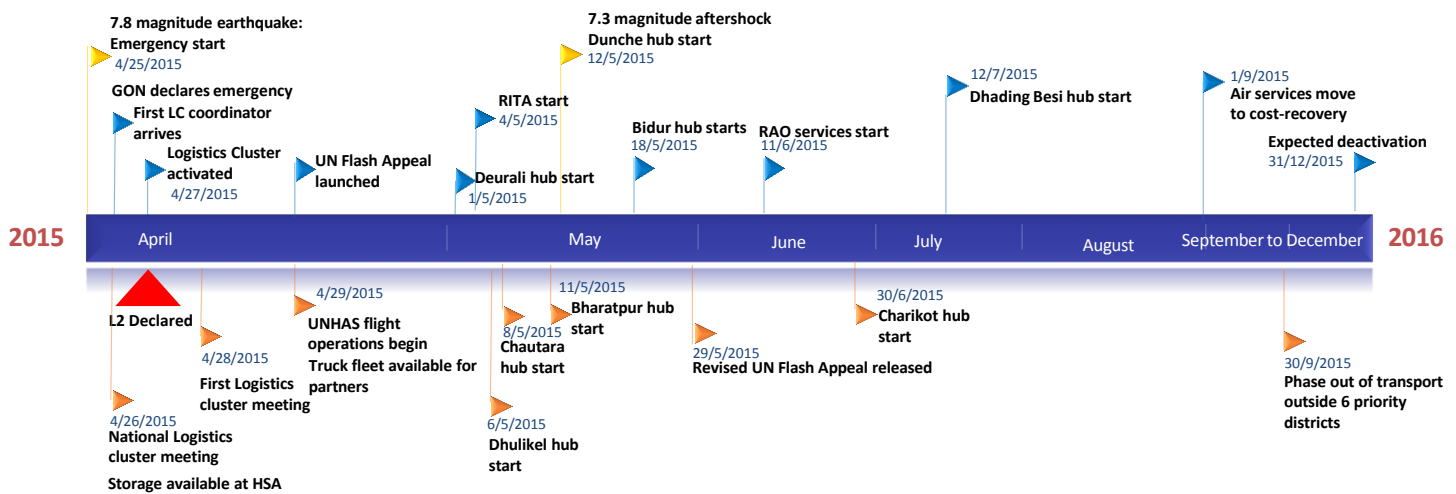 7.8 magnitude earthquake:
Emergency start
4/25/2015
GON declares emergency
First LC coordinator
arrives
Logistics Cluster
activated
4/27/2015
UN Flash Appeal
launched
RITA start
4/5/2015
Deurali hub start
1/5/2015
7.3 magnitude aftershock
Dunche hub start
12/5/2015
Bidur hub starts
18/5/2015
RAO services start
11/6/2015
12/7/2015
Dhading Besi hub start
1/9/2015
Air services move
to cost-recovery
Expected deactivation
31/12/2015
2015
April
May
June
July
August
September to December
2016
L2 Declared
4/26/2015
National Logistics
cluster meeting
Storage available at HSA
4/28/2015
First Logistics
cluster meeting
4/29/2015
UNHAS flight
operations begin
Truck fleet available for
partners
6/5/2015
Dhulikel hub
start
8/5/2015
Chautara
hub start
11/5/2015
Bharatpur hub
start
29/5/2015
Revised UN Flash Appeal released
30/6/2015
Charikot hub
start
30/9/2015
Phase out of transport
outside 6 priority
districts